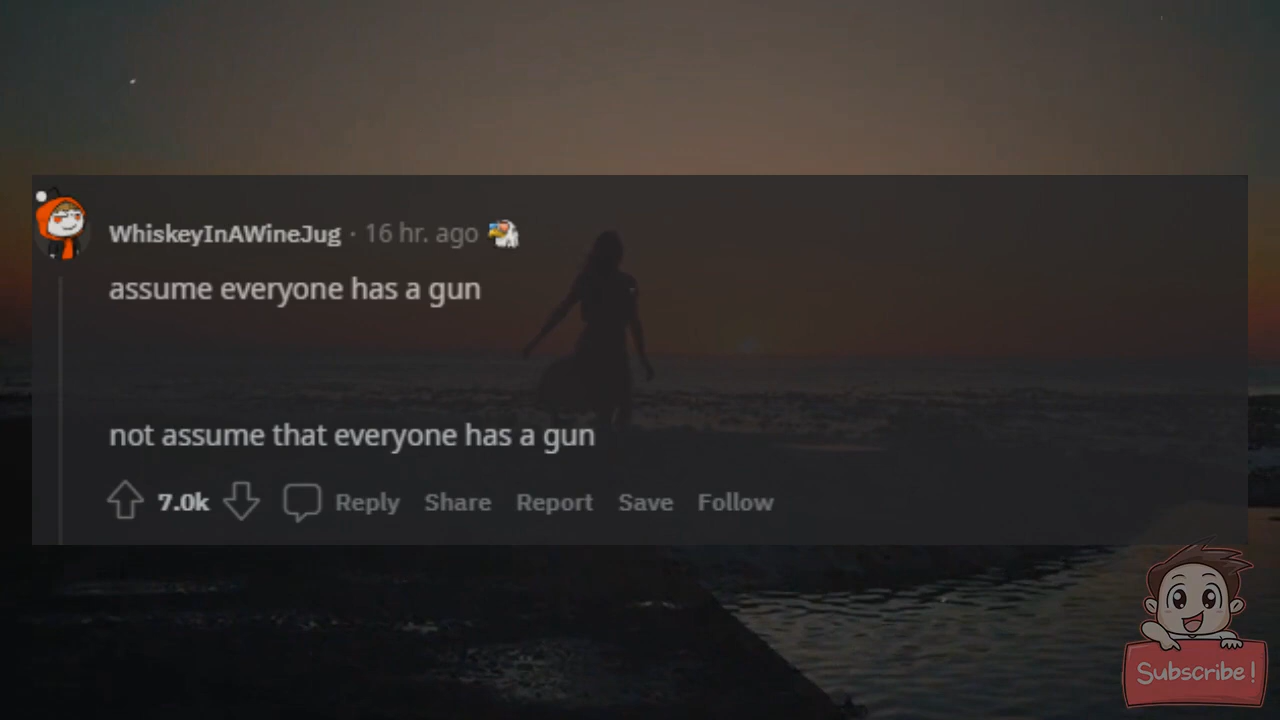 WhiskeyInAWineJug · 16 hr. ago
assume everyone has a gun
not assume that everyone has a gun
7.0k Reply Share Report Save Follow
Subscribe!